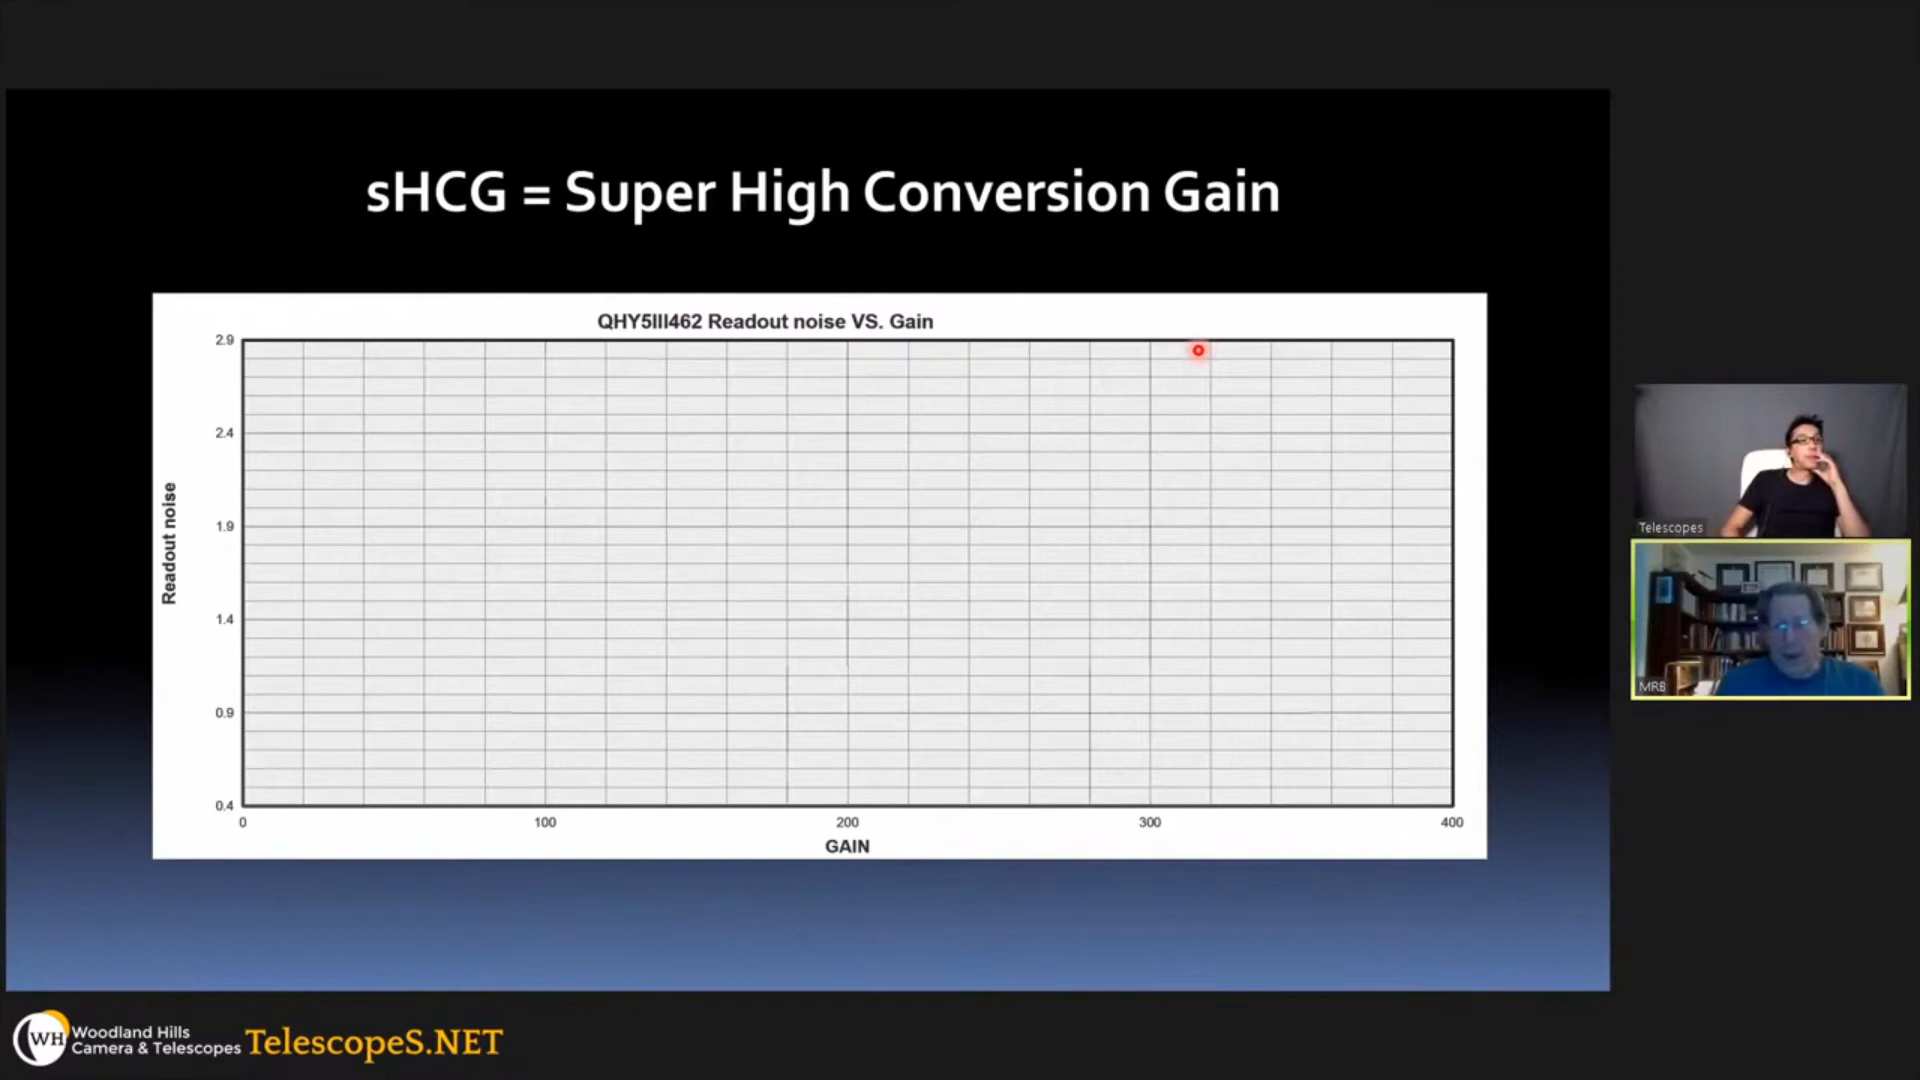 sHCG = Super High Conversion Gain
QHY5III462 Readout noise VS. Gain
2.9
2.4
1.9
1.4
0.9
0.4
Readout noise
0 100 200 300 400
GAIN
Telescopes
MRB
WH Woodland Hills
Camera & Telescopes
TelescopeS.NET